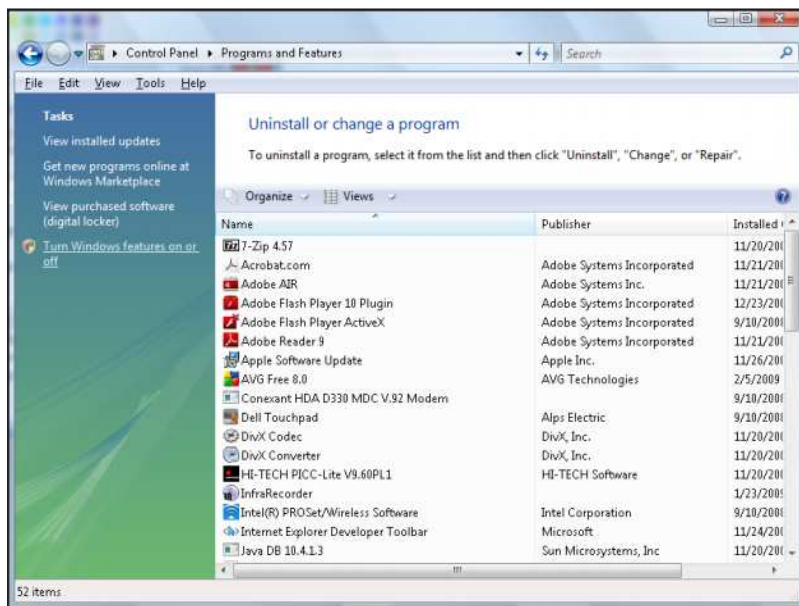 Control Panel Programs and Features
Search
File Edit View Tools Help
Tasks
View installed updates
Get new programs online at
Windows Marketplace
View purchased software
(digital locker)
Turn Windows features on or
off
Uninstall or change a program
To uninstall a program, select it from the list and then click "Uninstall", "Change", or "Repair".
Organize Views
Name Publisher Installed
7-Zip 4.57 11/20/200
Acrobat.com Adobe Systems Incorporated 11/21/200
Adobe AIR Adobe Systems Inc. 11/21/200
Adobe Flash Player 10 Plugin Adobe Systems Incorporated 12/23/200
Adobe Flash Player ActiveX Adobe Systems Incorporated 9/10/2008
Adobe Reader 9 Adobe Systems Incorporated 11/21/200
Apple Software Update Apple Inc. 11/26/200
AVG Free 8.0 AVG Technologies 2/5/2009
Conexant HDA D330 MDC V.92 Modem 9/10/2008
Dell Touchpad Alps Electric 9/10/2008
DivX Codec DivX, Inc. 11/20/200
DivX Converter DivX, Inc. 11/20/200
HI-TECH PICC-Lite V9.60PL1 HI-TECH Software 11/20/200
InfraRecorder 1/23/2009
Intel(R) PROSet/Wireless Software Intel Corporation 9/10/2008
Internet Explorer Developer Toolbar Microsoft 11/24/200
Java DB 10.4.1.3 Sun Microsystems, Inc 11/20/200
52 items